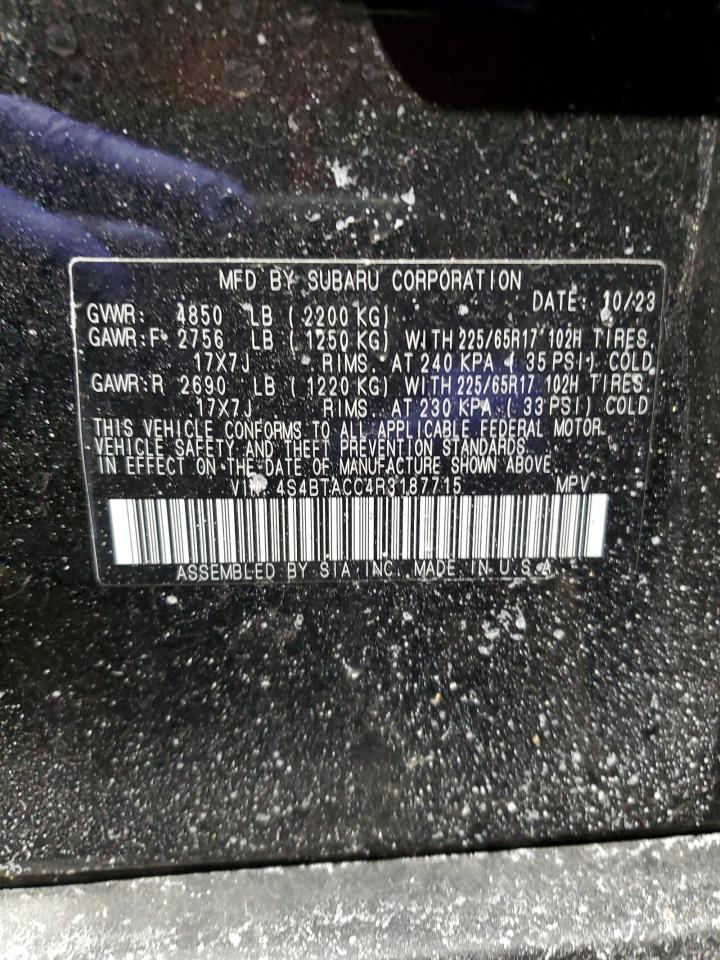 MFD BY SUBARU CORPORATION
DATE: 10/23
GVWR: 4850 LB (2200 KG)
GAWR:F 2756 LB (1250 KG) WITH 225/65R17 102H TIRES,
17X7J RIMS, AT 240 KPA (35 PSI) COLD
GAWR:R 2690 LB (1220 KG) WITH 225/65R17 102H TIRES,
17X7J RIMS, AT 230 KPA (33 PSI) COLD
THIS VEHICLE CONFORMS TO ALL APPLICABLE FEDERAL MOTOR
VEHICLE SAFETY AND THEFT PREVENTION STANDARDS
IN EFFECT ON THE DATE OF MANUFACTURE SHOWN ABOVE.
VIN: 4S4BTACC4R3187715 MPV
ASSEMBLED BY SIA, INC. MADE IN U.S.A.